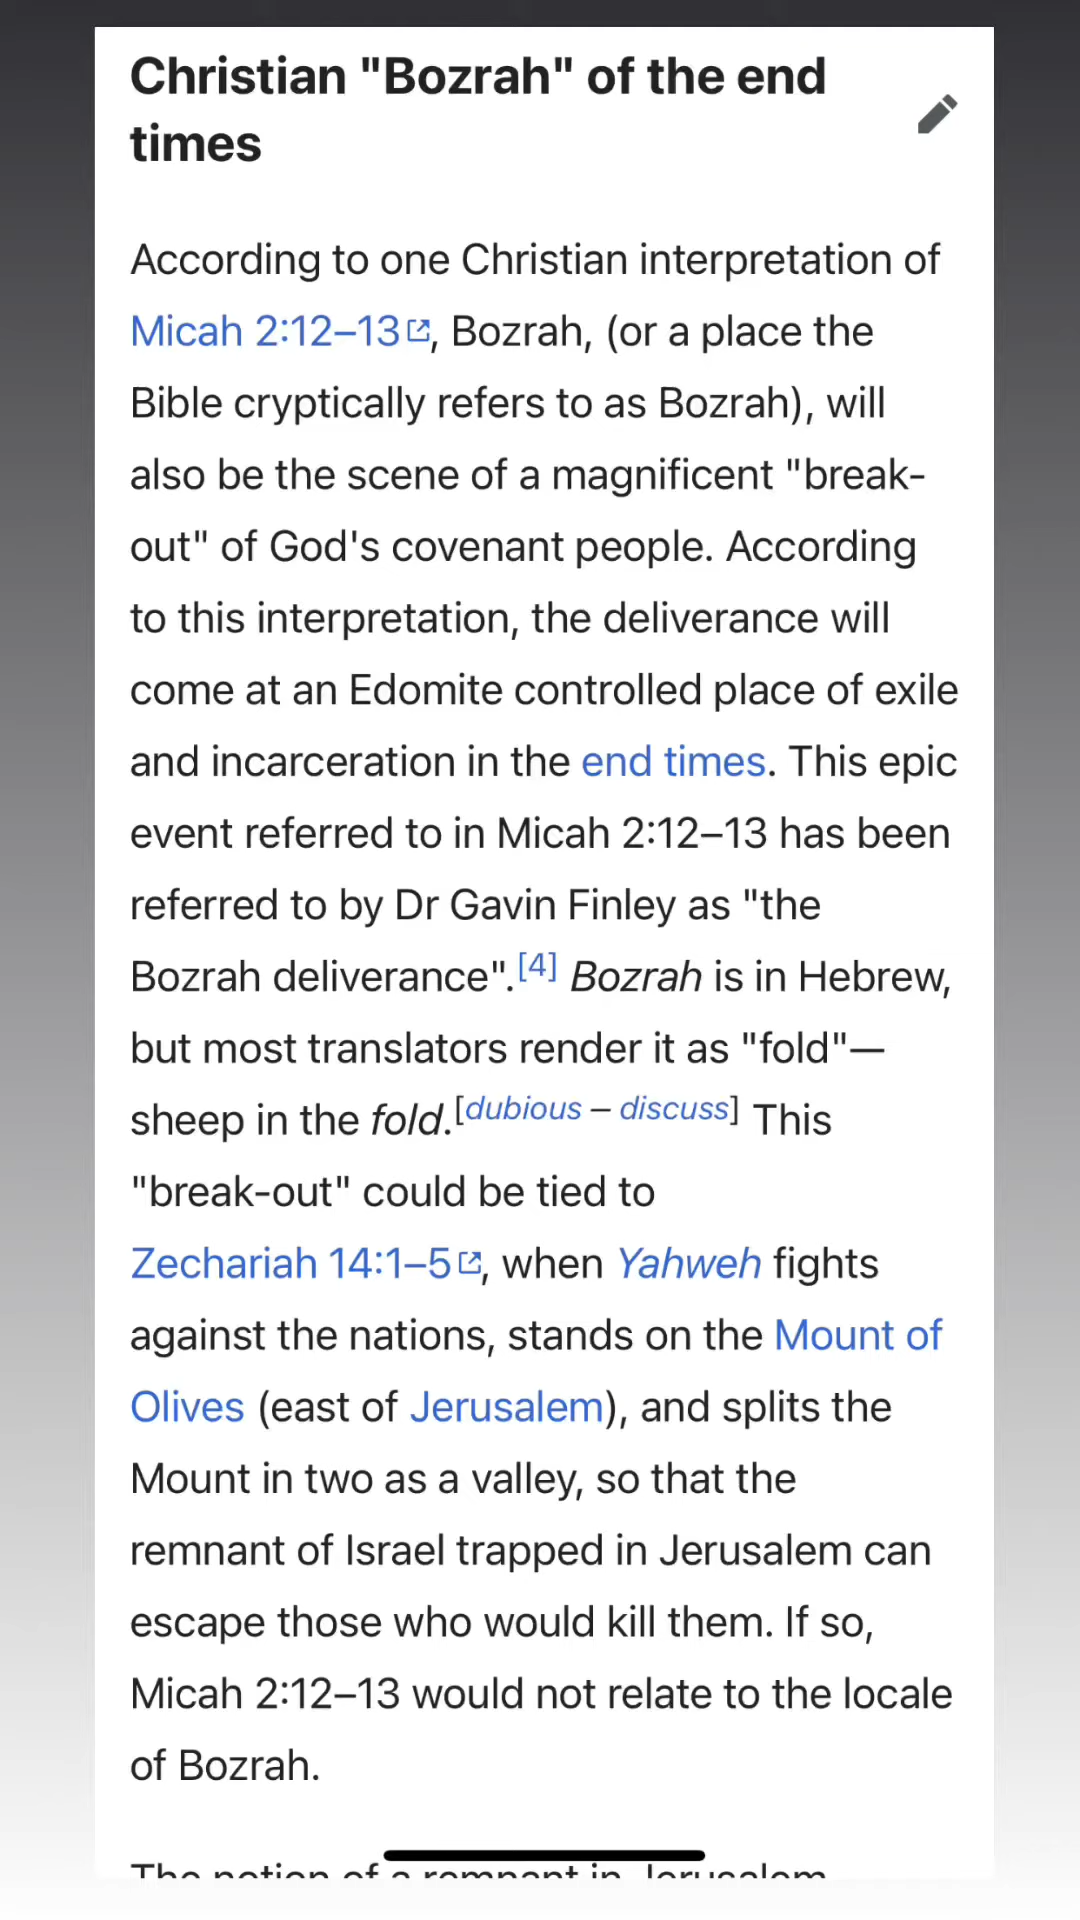 Christian "Bozrah" of the end
times
According to one Christian interpretation of
Micah 2:12–13, Bozrah, (or a place the
Bible cryptically refers to as Bozrah), will
also be the scene of a magnificent "break-
out" of God's covenant people. According
to this interpretation, the deliverance will
come at an Edomite controlled place of exile
and incarceration in the end times. This epic
event referred to in Micah 2:12–13 has been
referred to by Dr Gavin Finley as "the
Bozrah deliverance".[4] Bozrah is in Hebrew,
but most translators render it as "fold"—
sheep in the fold.[dubious – discuss] This
"break-out" could be tied to
Zechariah 14:1–5, when Yahweh fights
against the nations, stands on the Mount of
Olives (east of Jerusalem), and splits the
Mount in two as a valley, so that the
remnant of Israel trapped in Jerusalem can
escape those who would kill them. If so,
Micah 2:12–13 would not relate to the locale
of Bozrah.
The notion of a remnant in Jerusalem